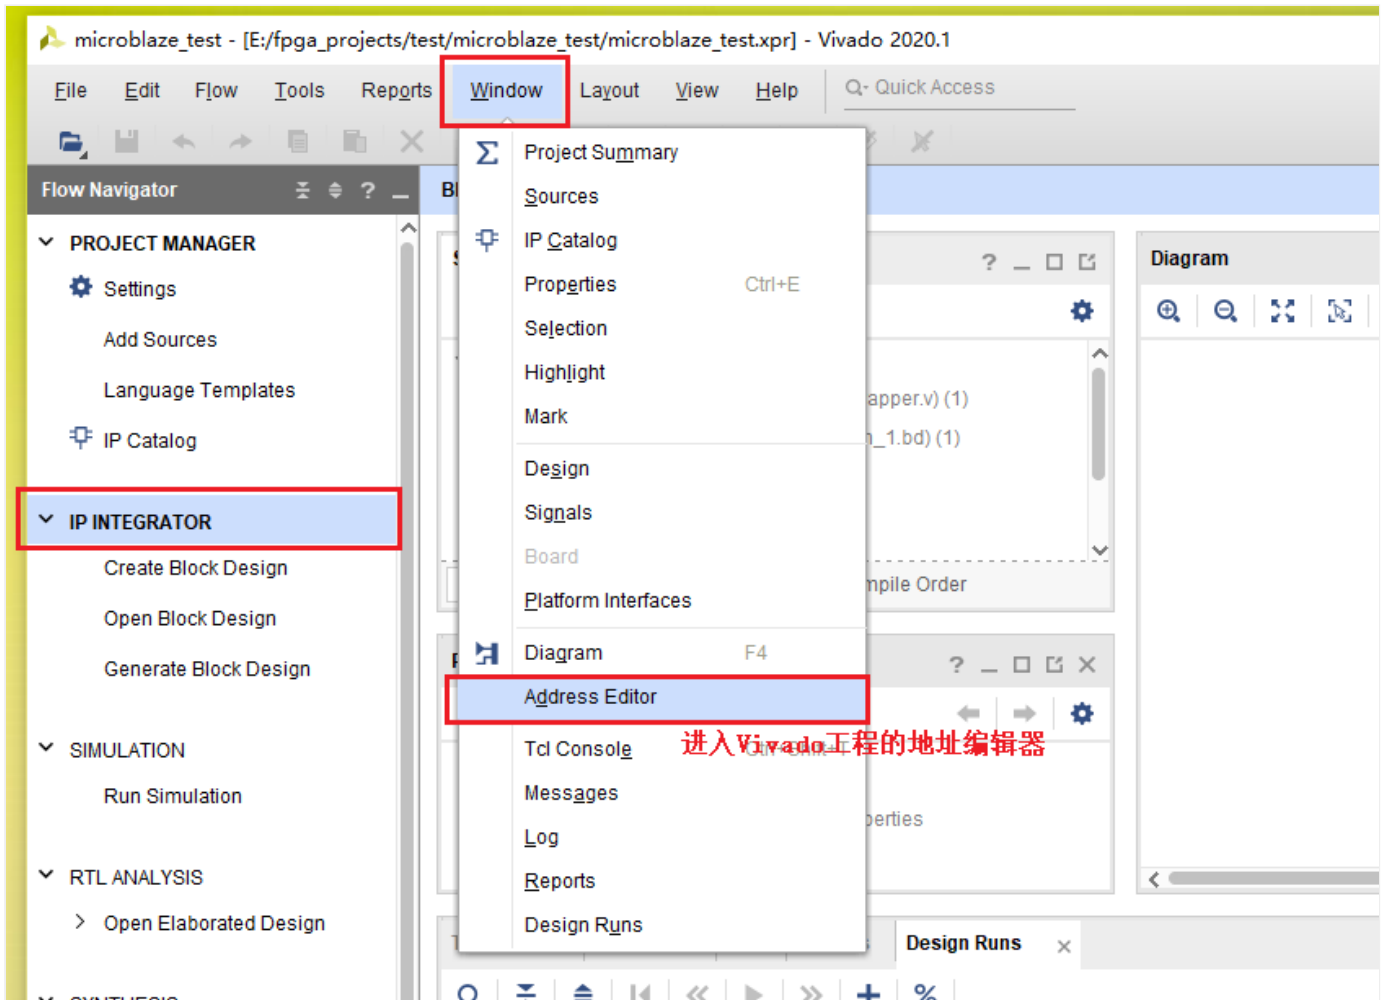 microblaze_test - [E:/fpga_projects/test/microblaze_test/microblaze_test.xpr] - Vivado 2020.1
File Edit Flow Tools Reports Window Layout View Help Quick Access
Flow Navigator ? _
PROJECT MANAGER
Settings
Add Sources
Language Templates
IP Catalog
IP INTEGRATOR
Create Block Design
Open Block Design
Generate Block Design
SIMULATION
Run Simulation
RTL ANALYSIS
Open Elaborated Design
SYNTHESIS
Project Summary
Sources
IP Catalog
Properties Ctrl+E
Selection
Highlight
Mark
Design
Signals
Board
Platform Interfaces
Diagram F4
Address Editor
Tcl Console Ctrl+Shift+T
进入Vivado工程的地址编辑器
Messages
Log
Reports
Design Runs
apper.v) (1)
_1.bd) (1)
mpile Order
perties
Diagram
Design Runs